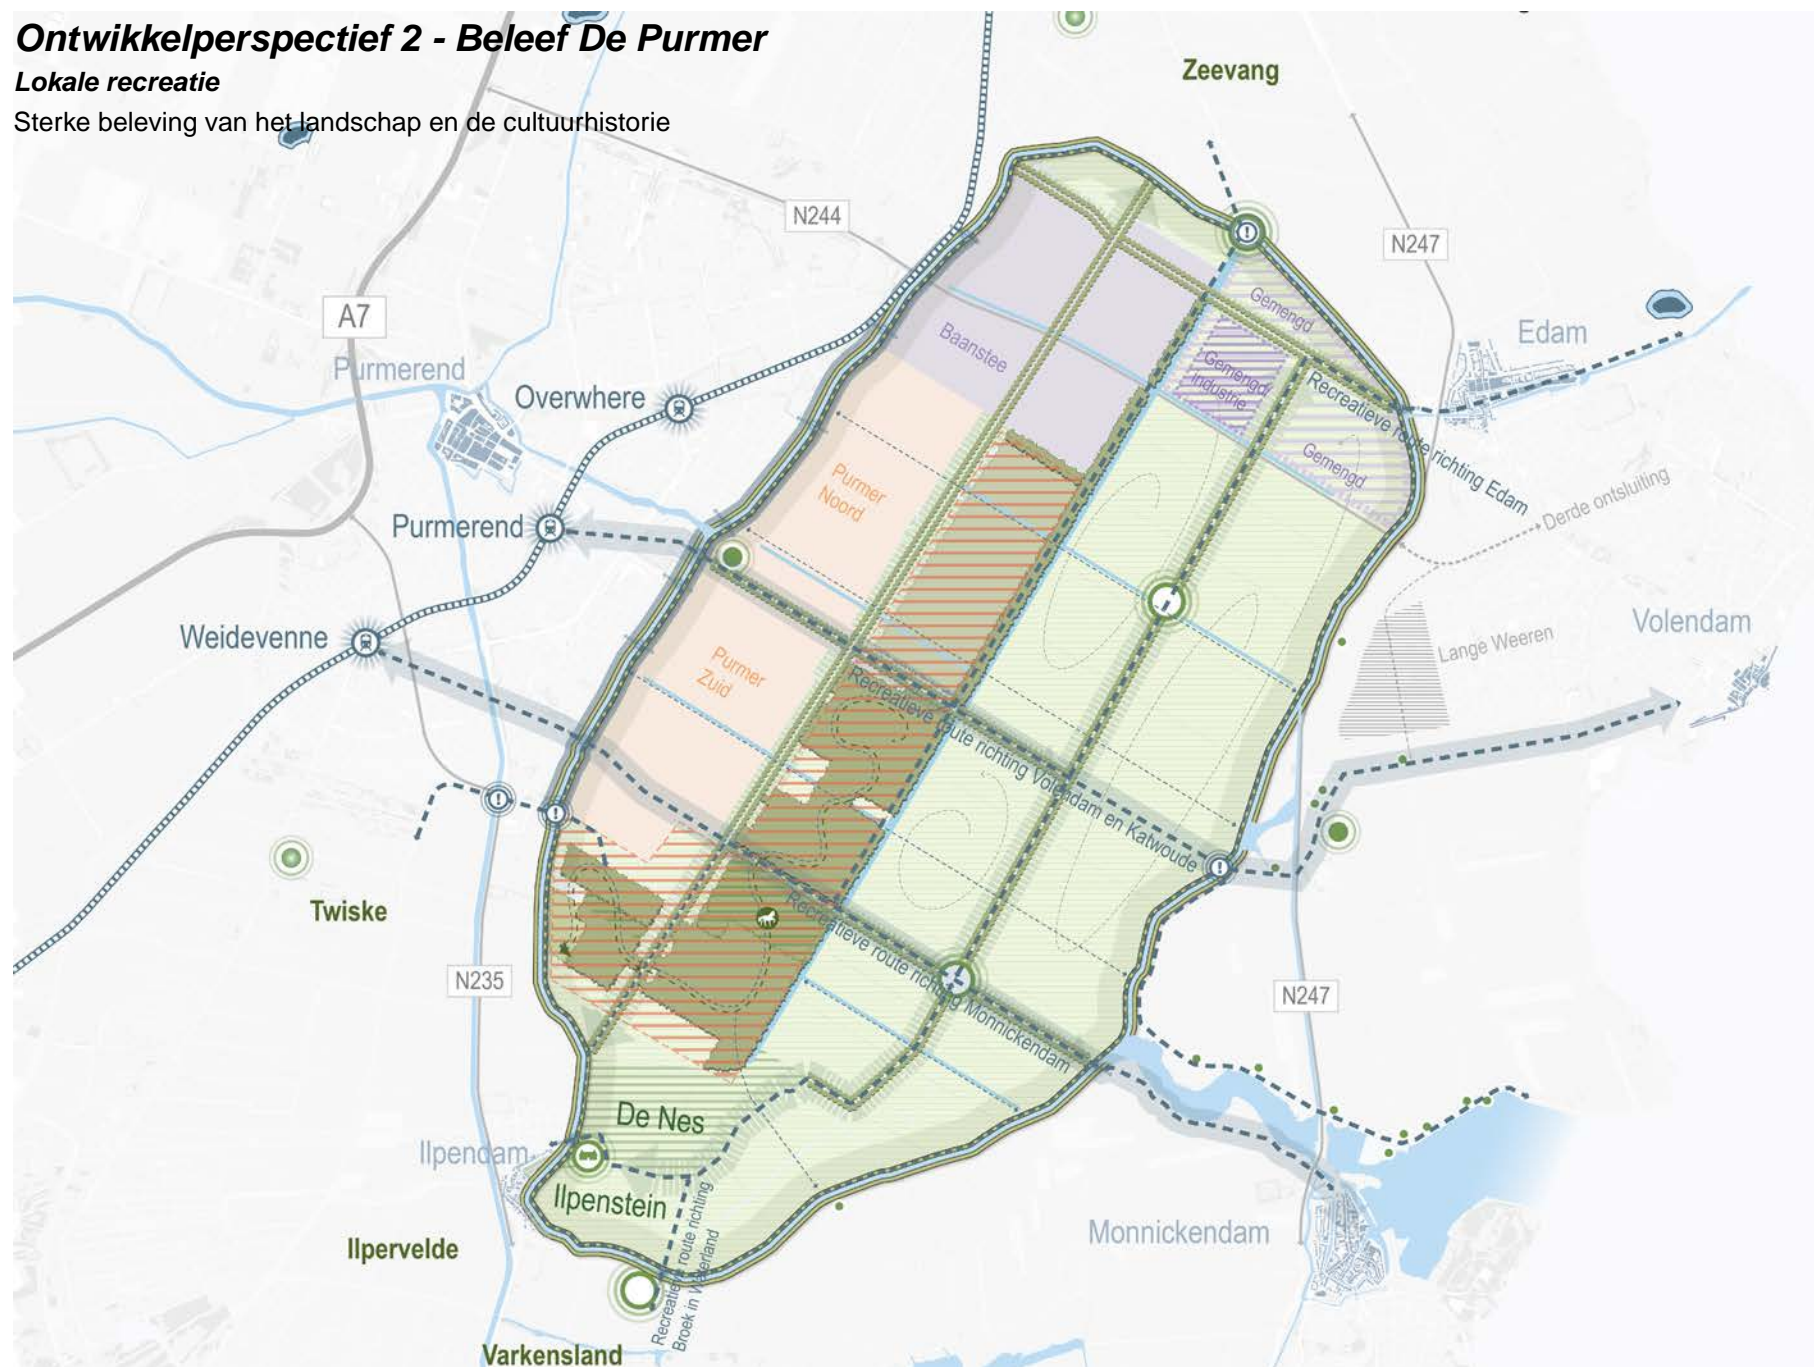 Ontwikkelperspectief 2 - Beleef De Purmer
Lokale recreatie
Sterke beleving van het landschap en de cultuurhistorie
Zeevang
N244
N247
A7
Edam
Purmerend
Overwhere
Baanstee
Gemengd
Gemengd/
industrie
Recreatieve route richting Edam
Gemengd
Purmer
Noord
Derde ontsluiting
Purmerend
Weidevenne
Volendam
Lange Weeren
Purmer
Zuid
Recreatieve route richting Volendam en Katwoude
Twiske
Recreatieve route richting Monnickendam
N235
N247
De Nes
Ilpendam
Ilpenstein
Recreatieve route richting
Broek in Waterland
Monnickendam
Ilpervelde
Varkensland